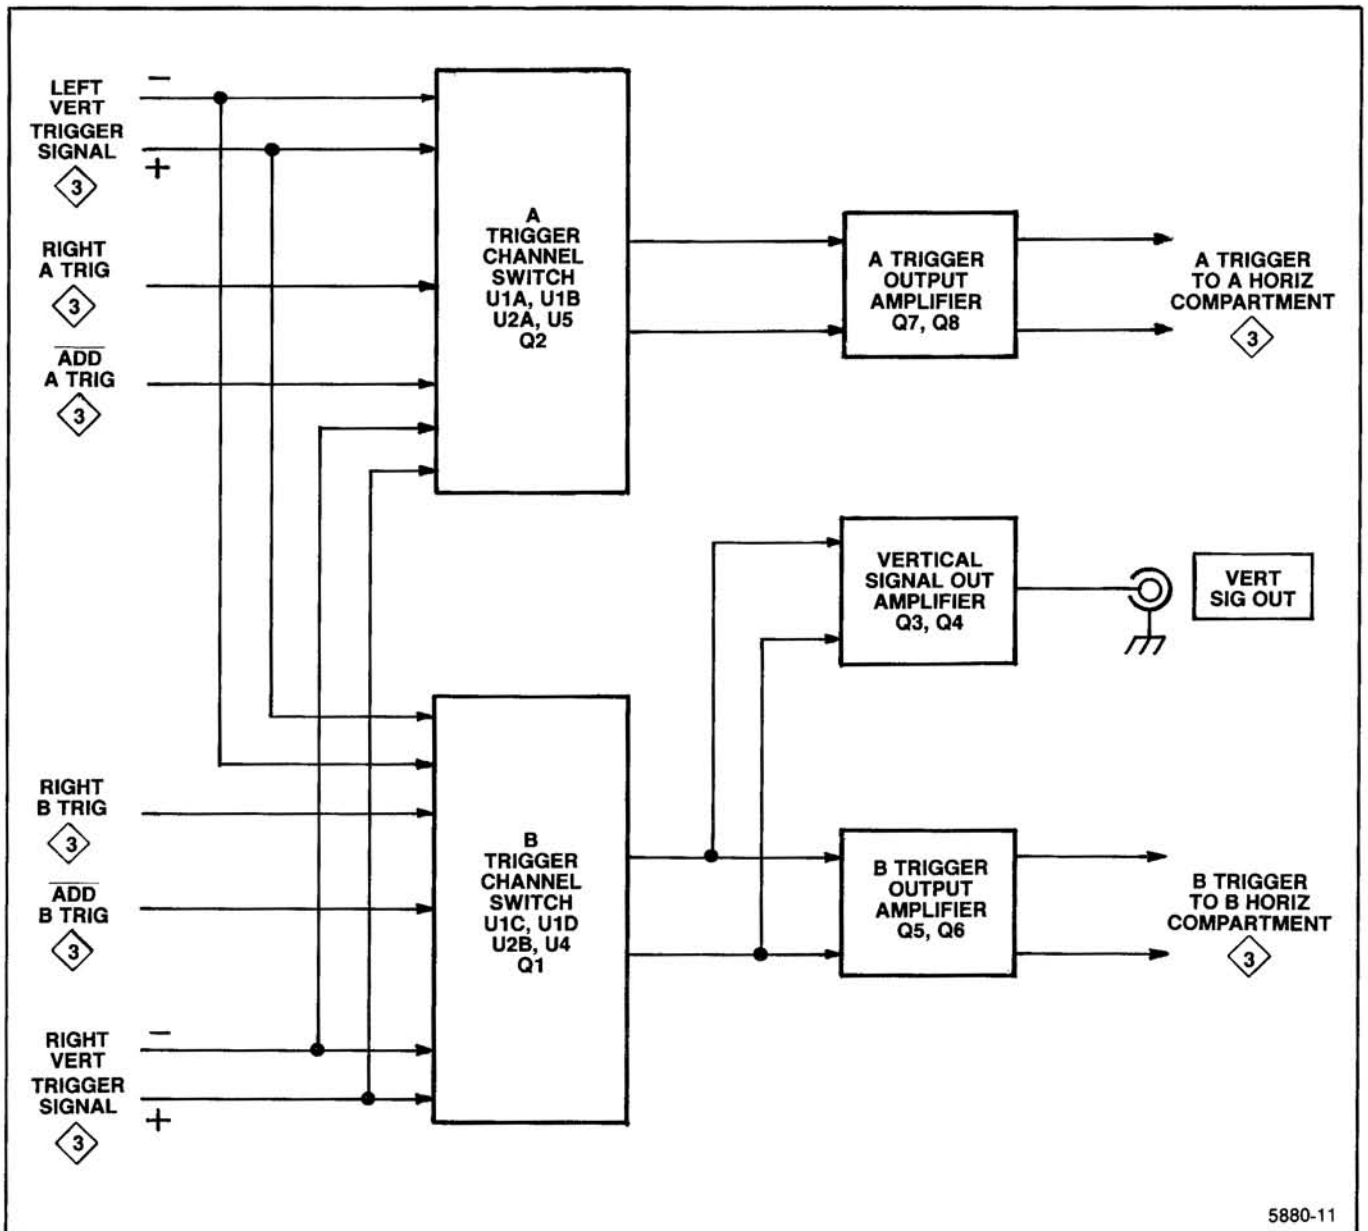 LEFT
VERT
TRIGGER
SIGNAL
−
+
3
RIGHT
A TRIG
3
ADD
A TRIG
3
A
TRIGGER
CHANNEL
SWITCH
U1A, U1B
U2A, U5
Q2
A TRIGGER
OUTPUT
AMPLIFIER
Q7, Q8
A TRIGGER
TO A HORIZ
COMPARTMENT
3
VERTICAL
SIGNAL OUT
AMPLIFIER
Q3, Q4
VERT
SIG OUT
RIGHT
B TRIG
3
ADD
B TRIG
3
RIGHT
VERT
TRIGGER
SIGNAL
−
+
3
B
TRIGGER
CHANNEL
SWITCH
U1C, U1D
U2B, U4
Q1
B TRIGGER
OUTPUT
AMPLIFIER
Q5, Q6
B TRIGGER
TO B HORIZ
COMPARTMENT
3
5880-11